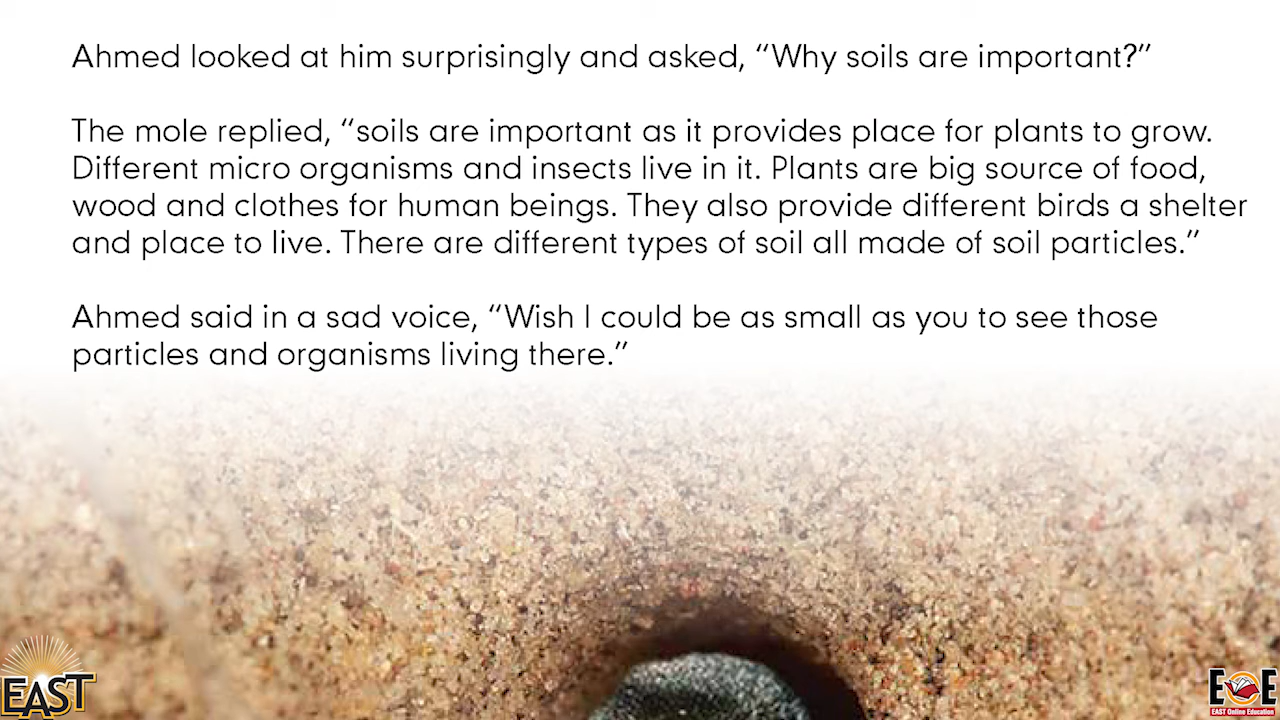 Ahmed looked at him surprisingly and asked, “Why soils are important?”
The mole replied, “soils are important as it provides place for plants to grow.
Different micro organisms and insects live in it. Plants are big source of food,
wood and clothes for human beings. They also provide different birds a shelter
and place to live. There are different types of soil all made of soil particles.”
Ahmed said in a sad voice, “Wish I could be as small as you to see those
particles and organisms living there.”
EAST
EOE
EAST Online Education